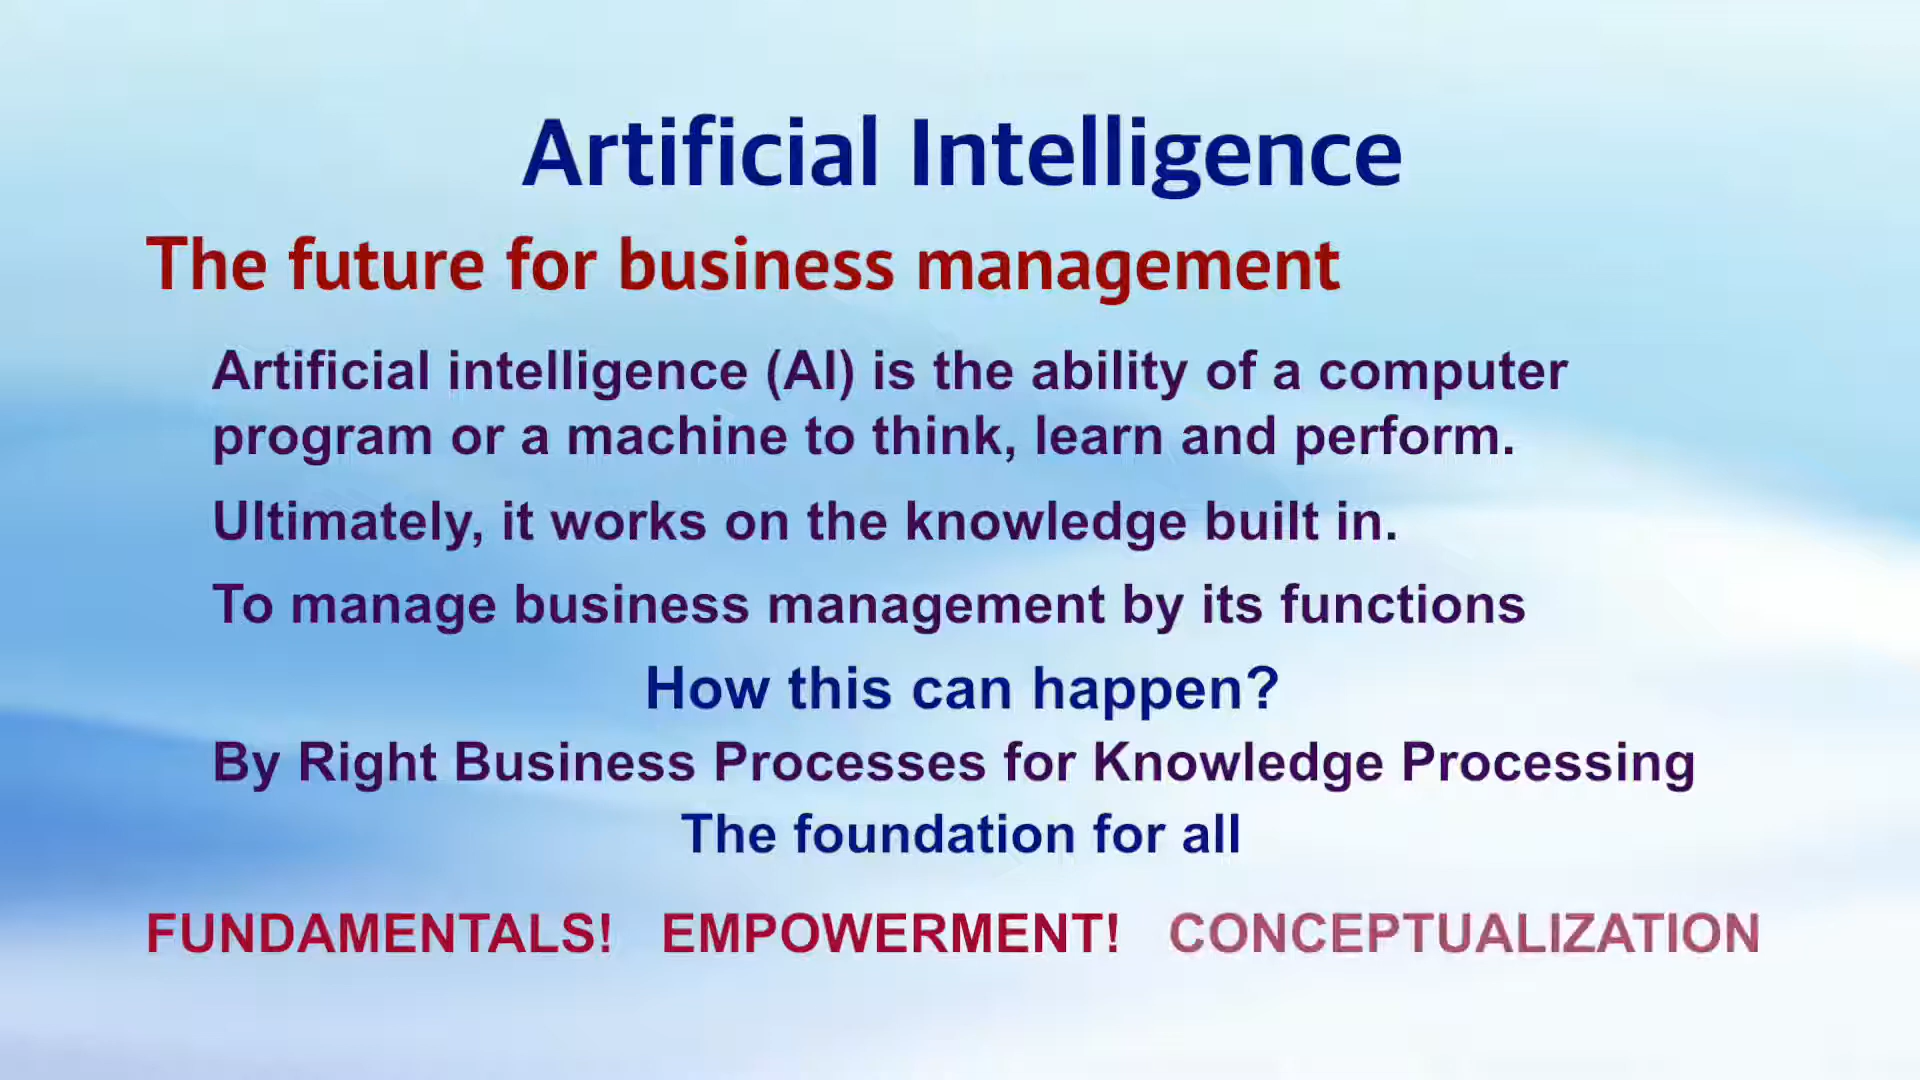 Artificial Intelligence
The future for business management
Artificial intelligence (AI) is the ability of a computer
program or a machine to think, learn and perform.
Ultimately, it works on the knowledge built in.
To manage business management by its functions
How this can happen?
By Right Business Processes for Knowledge Processing
The foundation for all
FUNDAMENTALS! EMPOWERMENT! CONCEPTUALIZATION